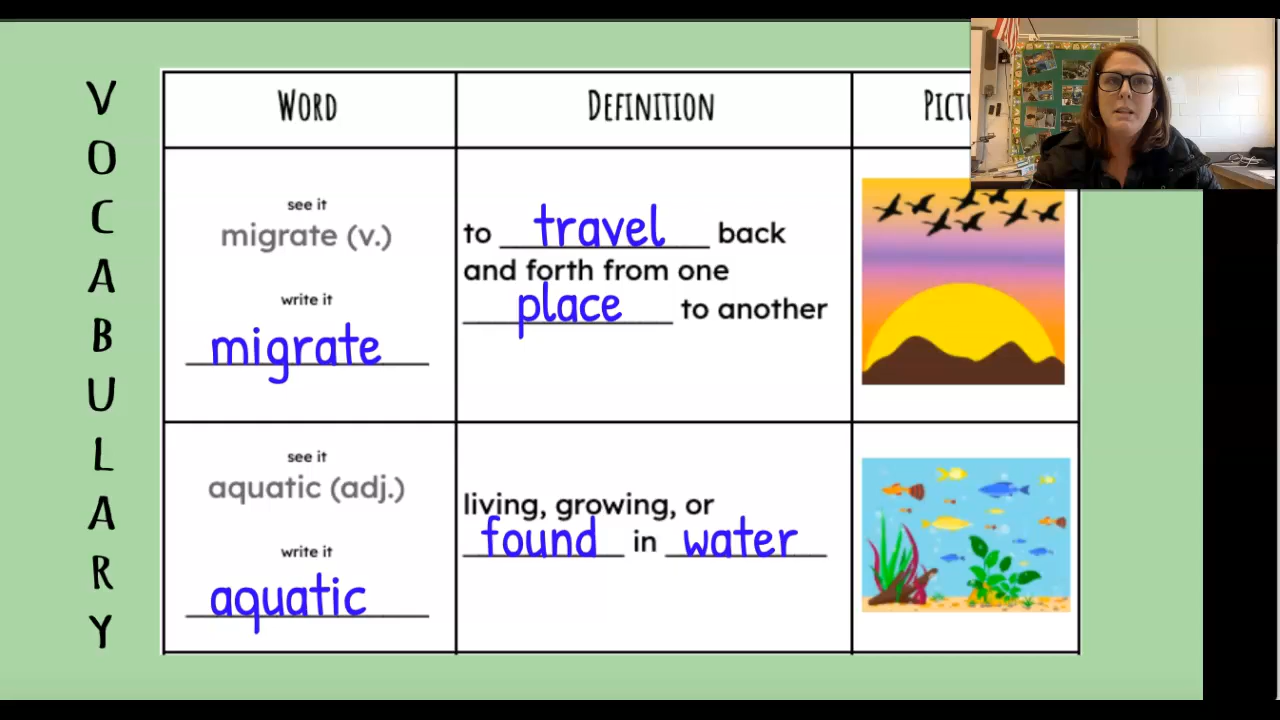 VOCABULARY
WORD
DEFINITION
see it
migrate (v.)
write it
migrate
to travel back
and forth from one
place to another
see it
aquatic (adj.)
write it
aquatic
living, growing, or
found in water